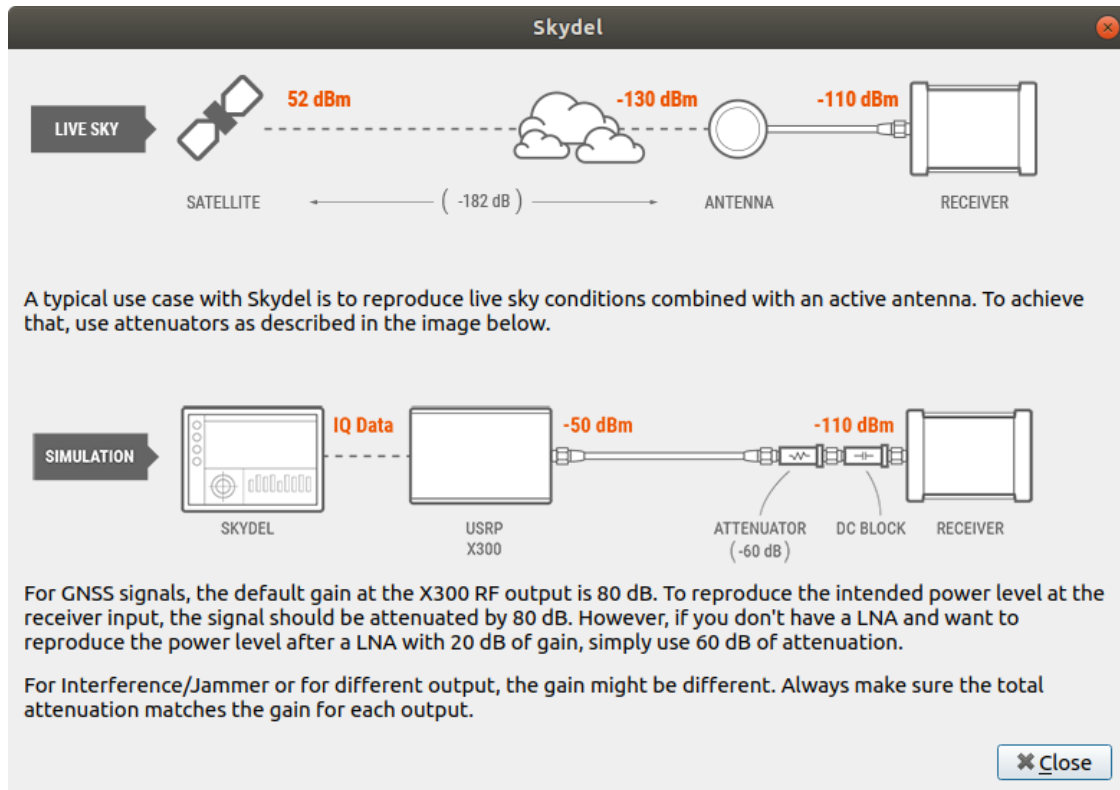 Skydel
LIVE SKY
52 dBm
-130 dBm
-110 dBm
SATELLITE
( -182 dB )
ANTENNA
RECEIVER
A typical use case with Skydel is to reproduce live sky conditions combined with an active antenna. To achieve
that, use attenuators as described in the image below.
SIMULATION
IQ Data
-50 dBm
-110 dBm
SKYDEL
USRP
X300
ATTENUATOR
(-60 dB)
DC BLOCK
RECEIVER
For GNSS signals, the default gain at the X300 RF output is 80 dB. To reproduce the intended power level at the
receiver input, the signal should be attenuated by 80 dB. However, if you don't have a LNA and want to
reproduce the power level after a LNA with 20 dB of gain, simply use 60 dB of attenuation.
For Interference/Jammer or for different output, the gain might be different. Always make sure the total
attenuation matches the gain for each output.
Close